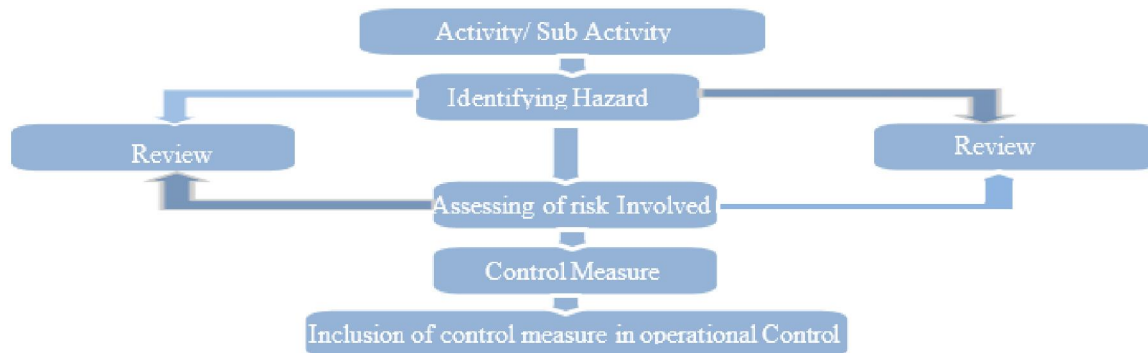 Activity/ Sub Activity
Identifying Hazard
Review
Review
Assessing of risk Involved
Control Measure
Inclusion of control measure in operational Control